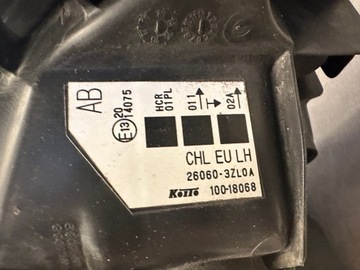 AB
E13
20
14075
HCR
01PL
011
02A
CHL EU LH
26060-3ZL0A
KOITO 100-18068